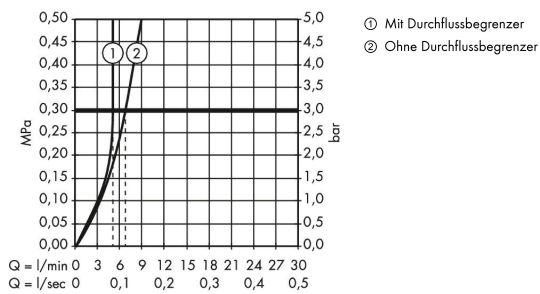 0,50 5,0
① Mit Durchflussbegrenzer
0,45 4,5
② Ohne Durchflussbegrenzer
① ②
0,40 4,0
0,35 3,5
0,30 3,0
MPa
bar
0,25 2,5
0,20 2,0
0,15 1,5
0,10 1,0
0,05 0,5
0,00 0,0
Q = l/min 0 3 6 9 12 15 18 21 24 27 30
Q = l/sec 0 0,1 0,2 0,3 0,4 0,5